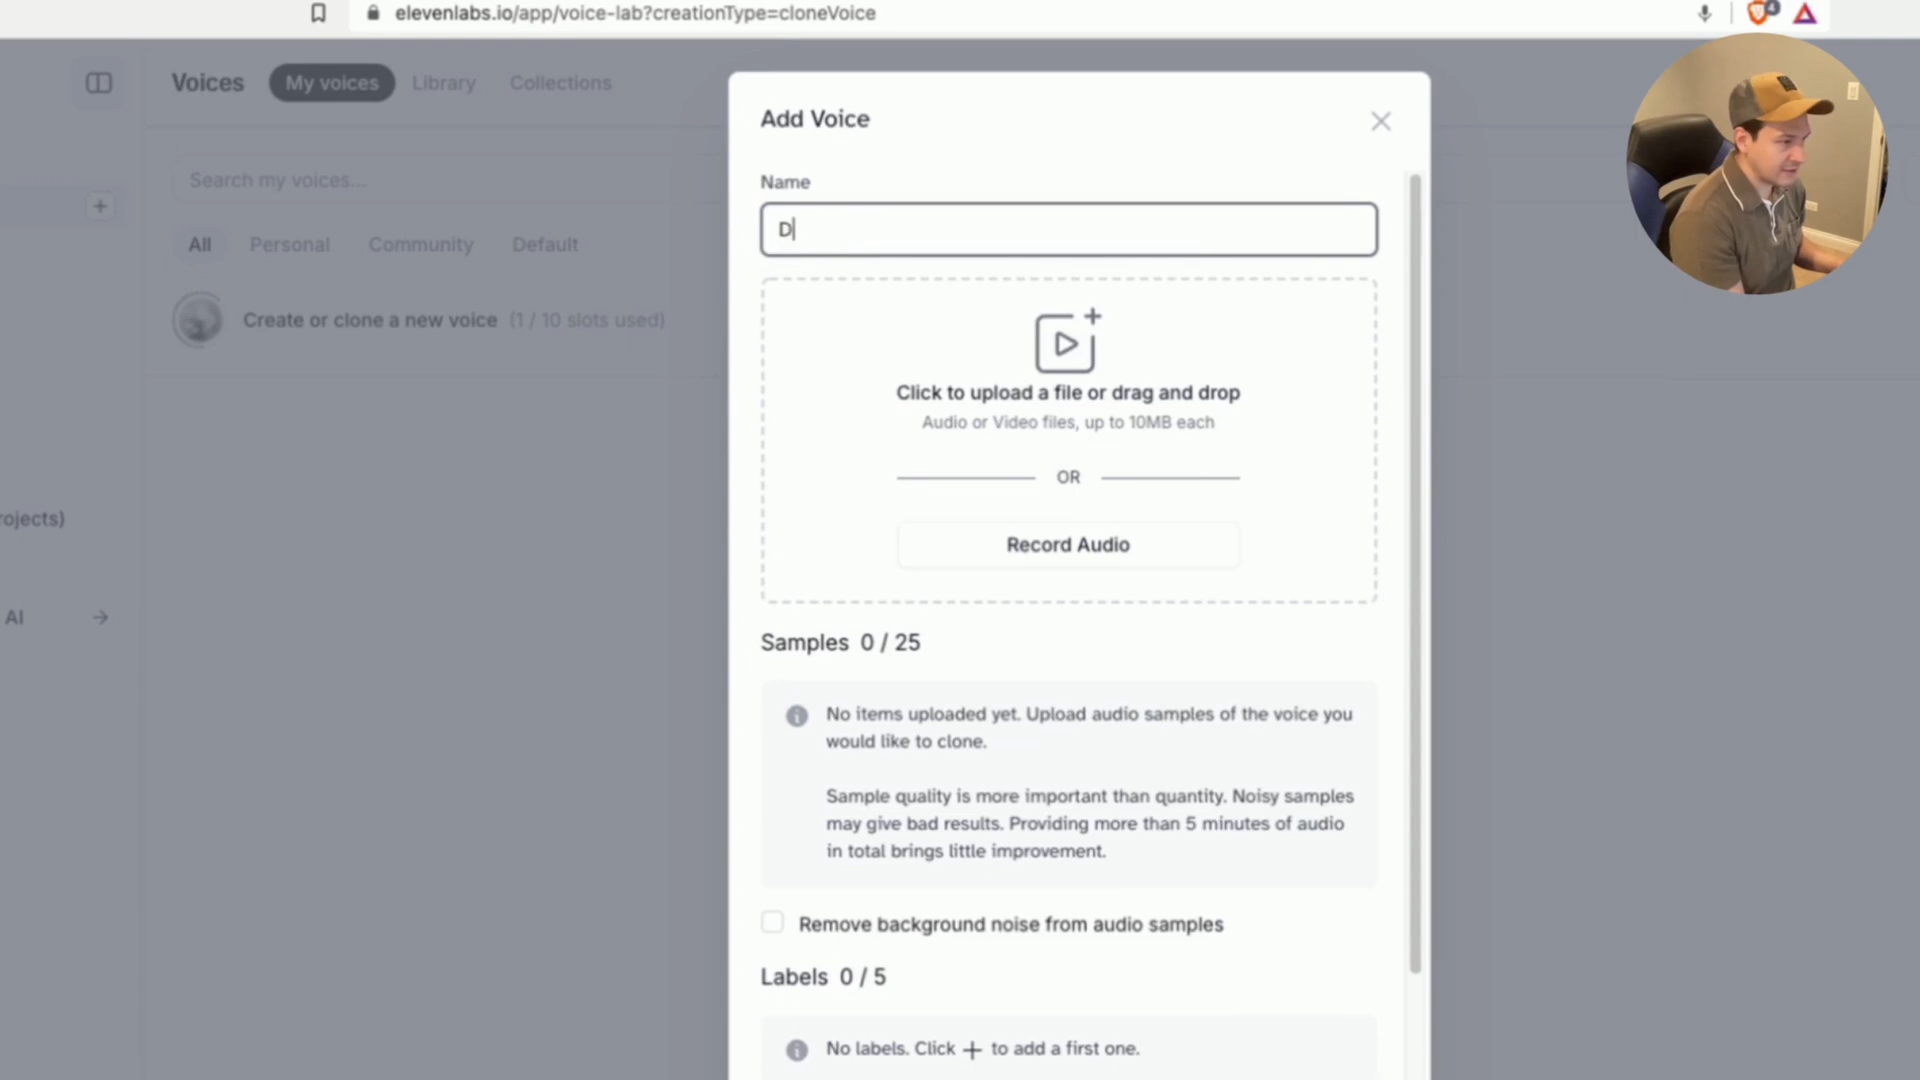 elevenlabs.io/app/voice-lab?creationType=cloneVoice
4
Voices My voices Library Collections
Search my voices...
All Personal Community Default
Create or clone a new voice (1 / 10 slots used)
rojects)
AI
Add Voice
Name
D
Click to upload a file or drag and drop
Audio or Video files, up to 10MB each
OR
Record Audio
Samples 0 / 25
No items uploaded yet. Upload audio samples of the voice you
would like to clone.
Sample quality is more important than quantity. Noisy samples
may give bad results. Providing more than 5 minutes of audio
in total brings little improvement.
Remove background noise from audio samples
Labels 0 / 5
No labels. Click + to add a first one.